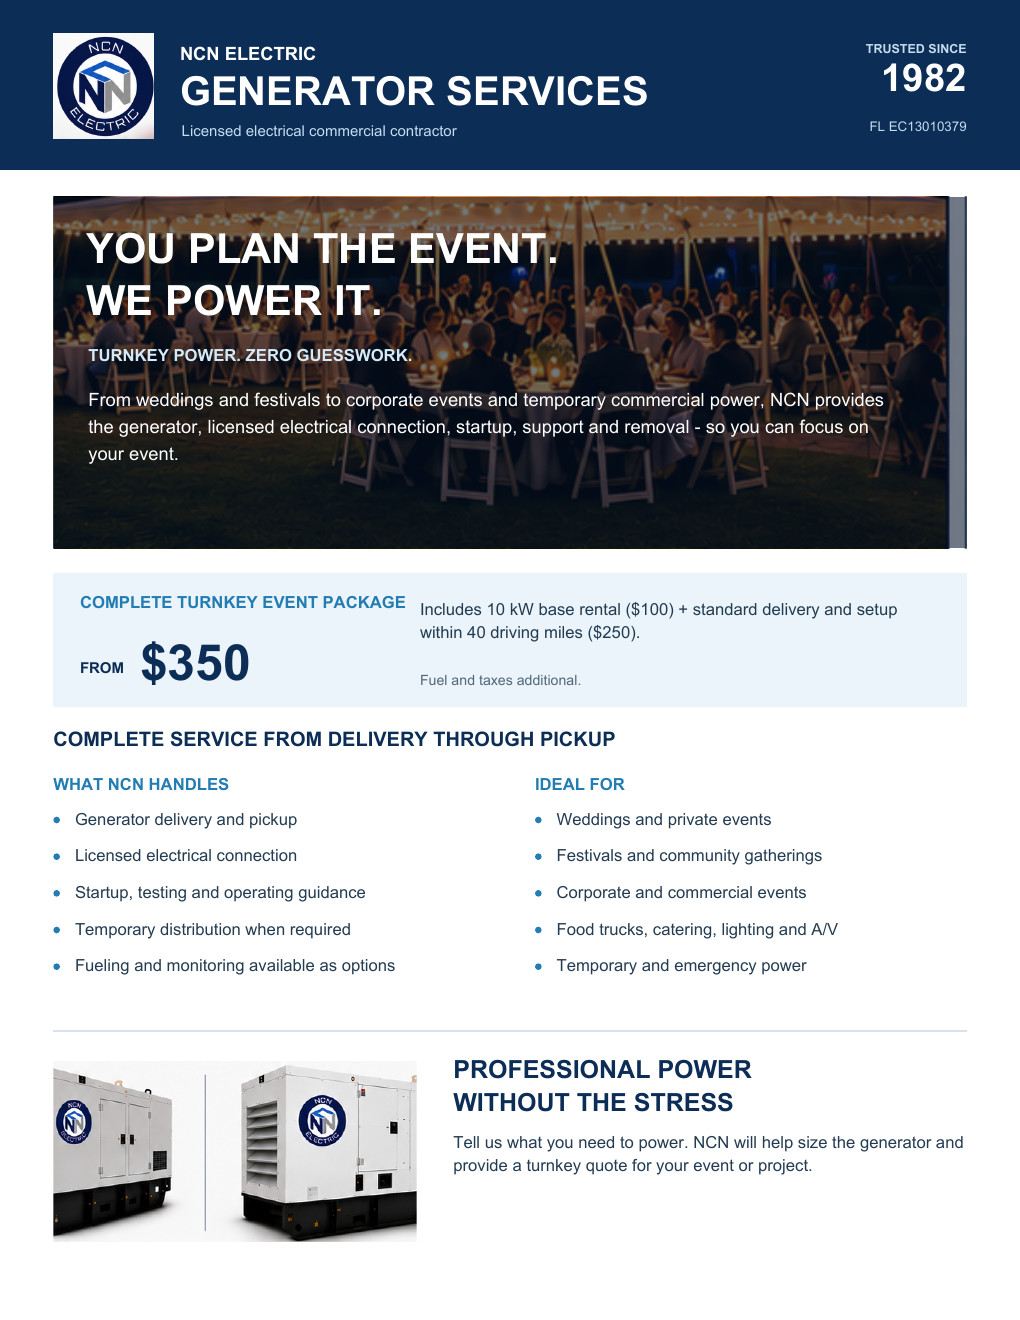 NCN
ELECTRIC
NCN ELECTRIC
GENERATOR SERVICES
Licensed electrical commercial contractor
TRUSTED SINCE
1982
FL EC13010379
YOU PLAN THE EVENT.
WE POWER IT.
TURNKEY POWER. ZERO GUESSWORK.
From weddings and festivals to corporate events and temporary commercial power, NCN provides
the generator, licensed electrical connection, startup, support and removal - so you can focus on
your event.
COMPLETE TURNKEY EVENT PACKAGE
FROM $350
Includes 10 kW base rental ($100) + standard delivery and setup
within 40 driving miles ($250).
Fuel and taxes additional.
COMPLETE SERVICE FROM DELIVERY THROUGH PICKUP
WHAT NCN HANDLES
• Generator delivery and pickup
• Licensed electrical connection
• Startup, testing and operating guidance
• Temporary distribution when required
• Fueling and monitoring available as options
IDEAL FOR
• Weddings and private events
• Festivals and community gatherings
• Corporate and commercial events
• Food trucks, catering, lighting and A/V
• Temporary and emergency power
NCN
ELECTRIC
NCN
ELECTRIC
PROFESSIONAL POWER
WITHOUT THE STRESS
Tell us what you need to power. NCN will help size the generator and
provide a turnkey quote for your event or project.